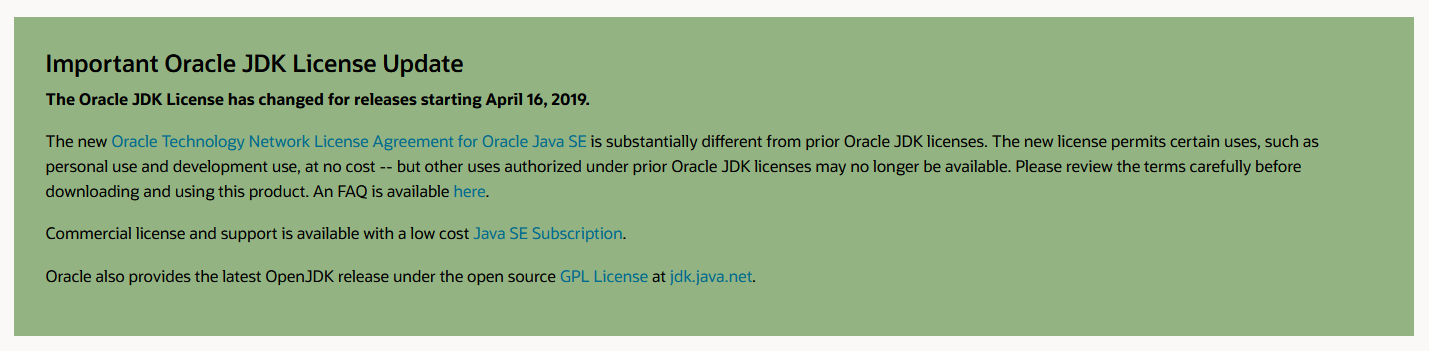 Important Oracle JDK License Update
The Oracle JDK License has changed for releases starting April 16, 2019.
The new Oracle Technology Network License Agreement for Oracle Java SE is substantially different from prior Oracle JDK licenses. The new license permits certain uses, such as
personal use and development use, at no cost -- but other uses authorized under prior Oracle JDK licenses may no longer be available. Please review the terms carefully before
downloading and using this product. An FAQ is available here.
Commercial license and support is available with a low cost Java SE Subscription.
Oracle also provides the latest OpenJDK release under the open source GPL License at jdk.java.net.